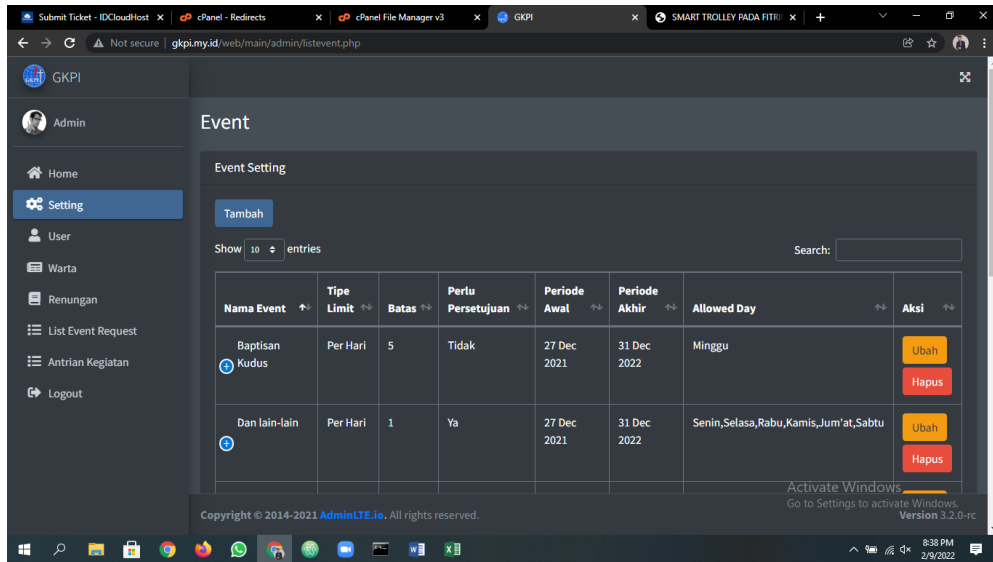 Submit Ticket - IDCloudHost
cPanel - Redirects
cPanel File Manager v3
GKPI
SMART TROLLEY PADA FITRI
Not secure gkpi.my.id/web/main/admin/listevent.php
GKPI
Admin
Home
Setting
User
Warta
Renungan
List Event Request
Antrian Kegiatan
Logout
Event
Event Setting
Tambah
Show 10 entries
Search:
Nama Event Tipe Limit Batas Perlu Persetujuan Periode Awal Periode Akhir Allowed Day Aksi
Baptisan Kudus Per Hari 5 Tidak 27 Dec 2021 31 Dec 2022 Minggu Ubah Hapus
Dan lain-lain Per Hari 1 Ya 27 Dec 2021 31 Dec 2022 Senin,Selasa,Rabu,Kamis,Jum'at,Sabtu Ubah Hapus
Activate Windows
Go to Settings to activate Windows.
Copyright © 2014-2021 AdminLTE.io. All rights reserved.
Version 3.2.0-rc
8:38 PM
2/9/2022